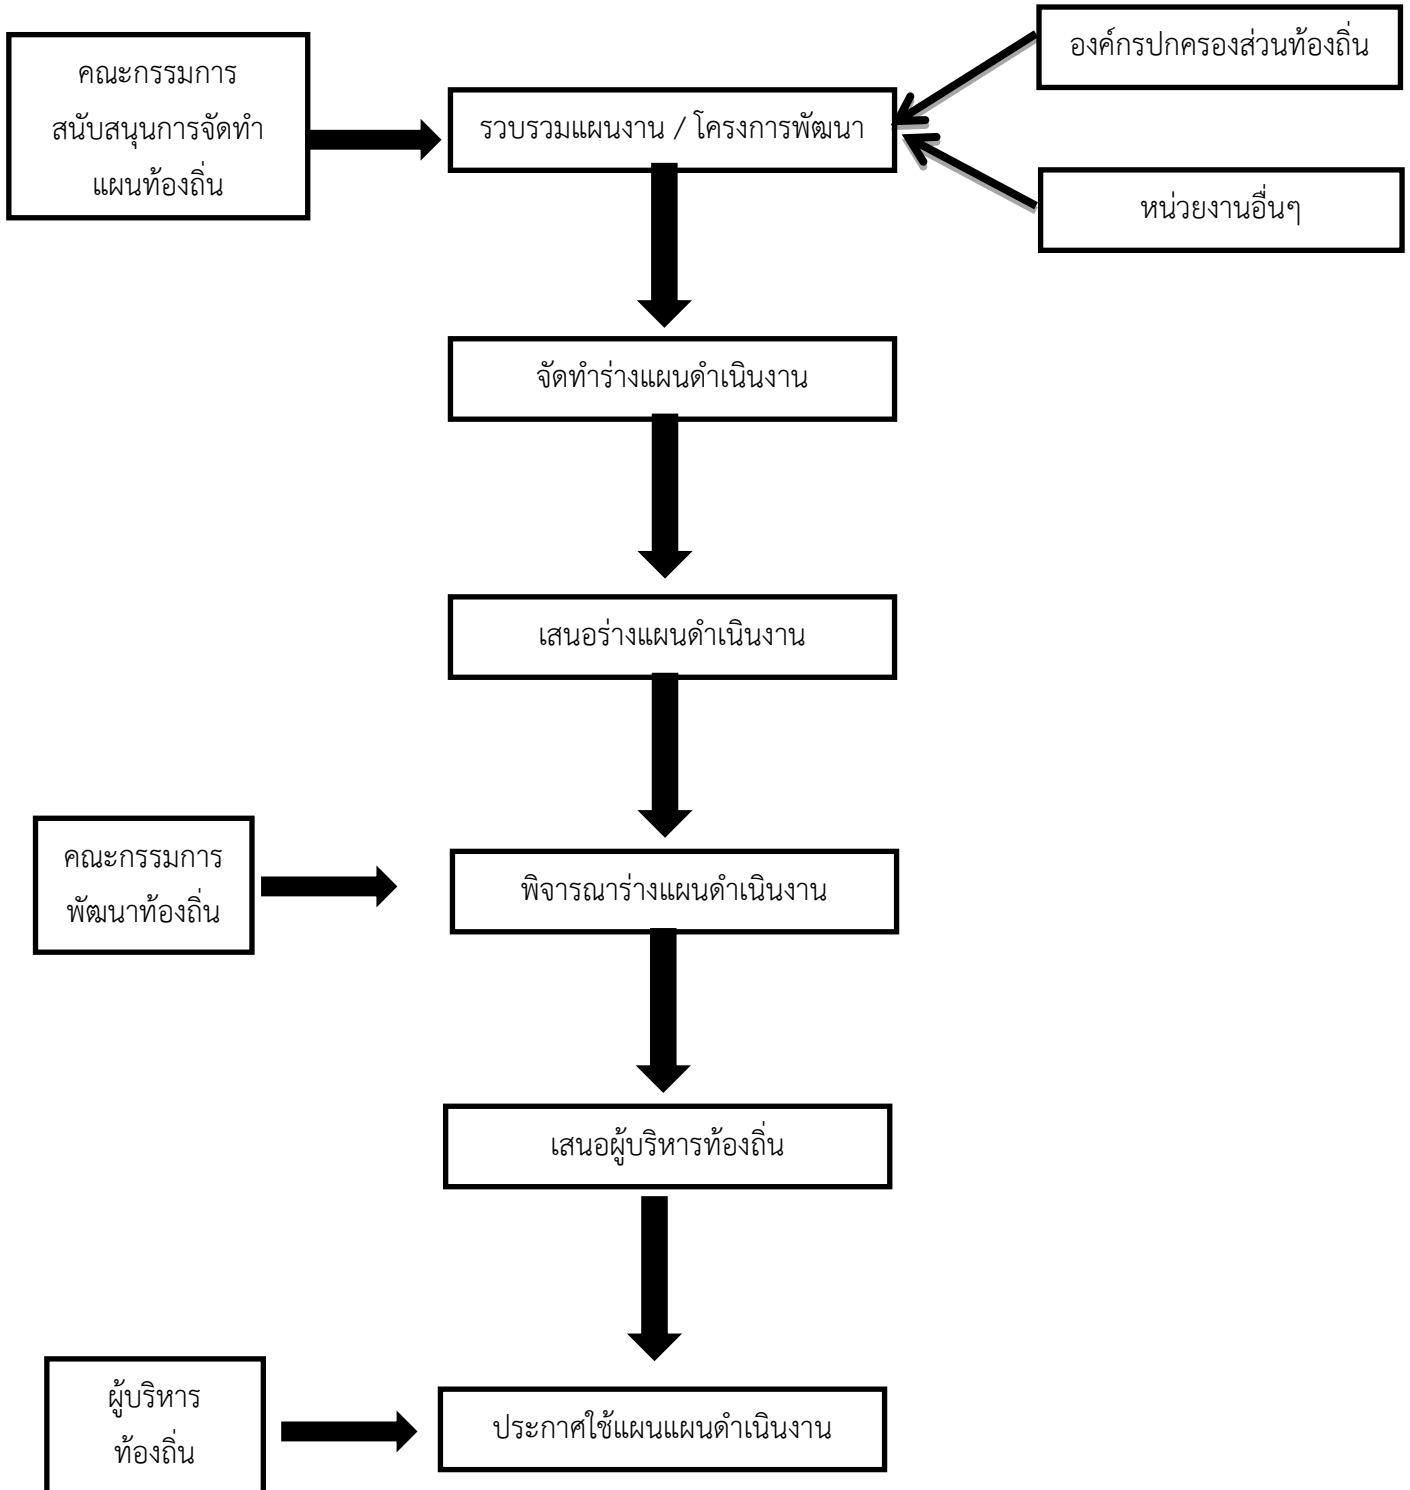 คณะกรรมการ
สนับสนุนการจัดทำ
แผนท้องถิ่น
รวบรวมแผนงาน / โครงการพัฒนา
องค์กรปกครองส่วนท้องถิ่น
หน่วยงานอื่นๆ
จัดทำร่างแผนดำเนินงาน
เสนอร่างแผนดำเนินงาน
คณะกรรมการ
พัฒนาท้องถิ่น
พิจารณาร่างแผนดำเนินงาน
เสนอผู้บริหารท้องถิ่น
ผู้บริหาร
ท้องถิ่น
ประกาศใช้แผนแผนดำเนินงาน